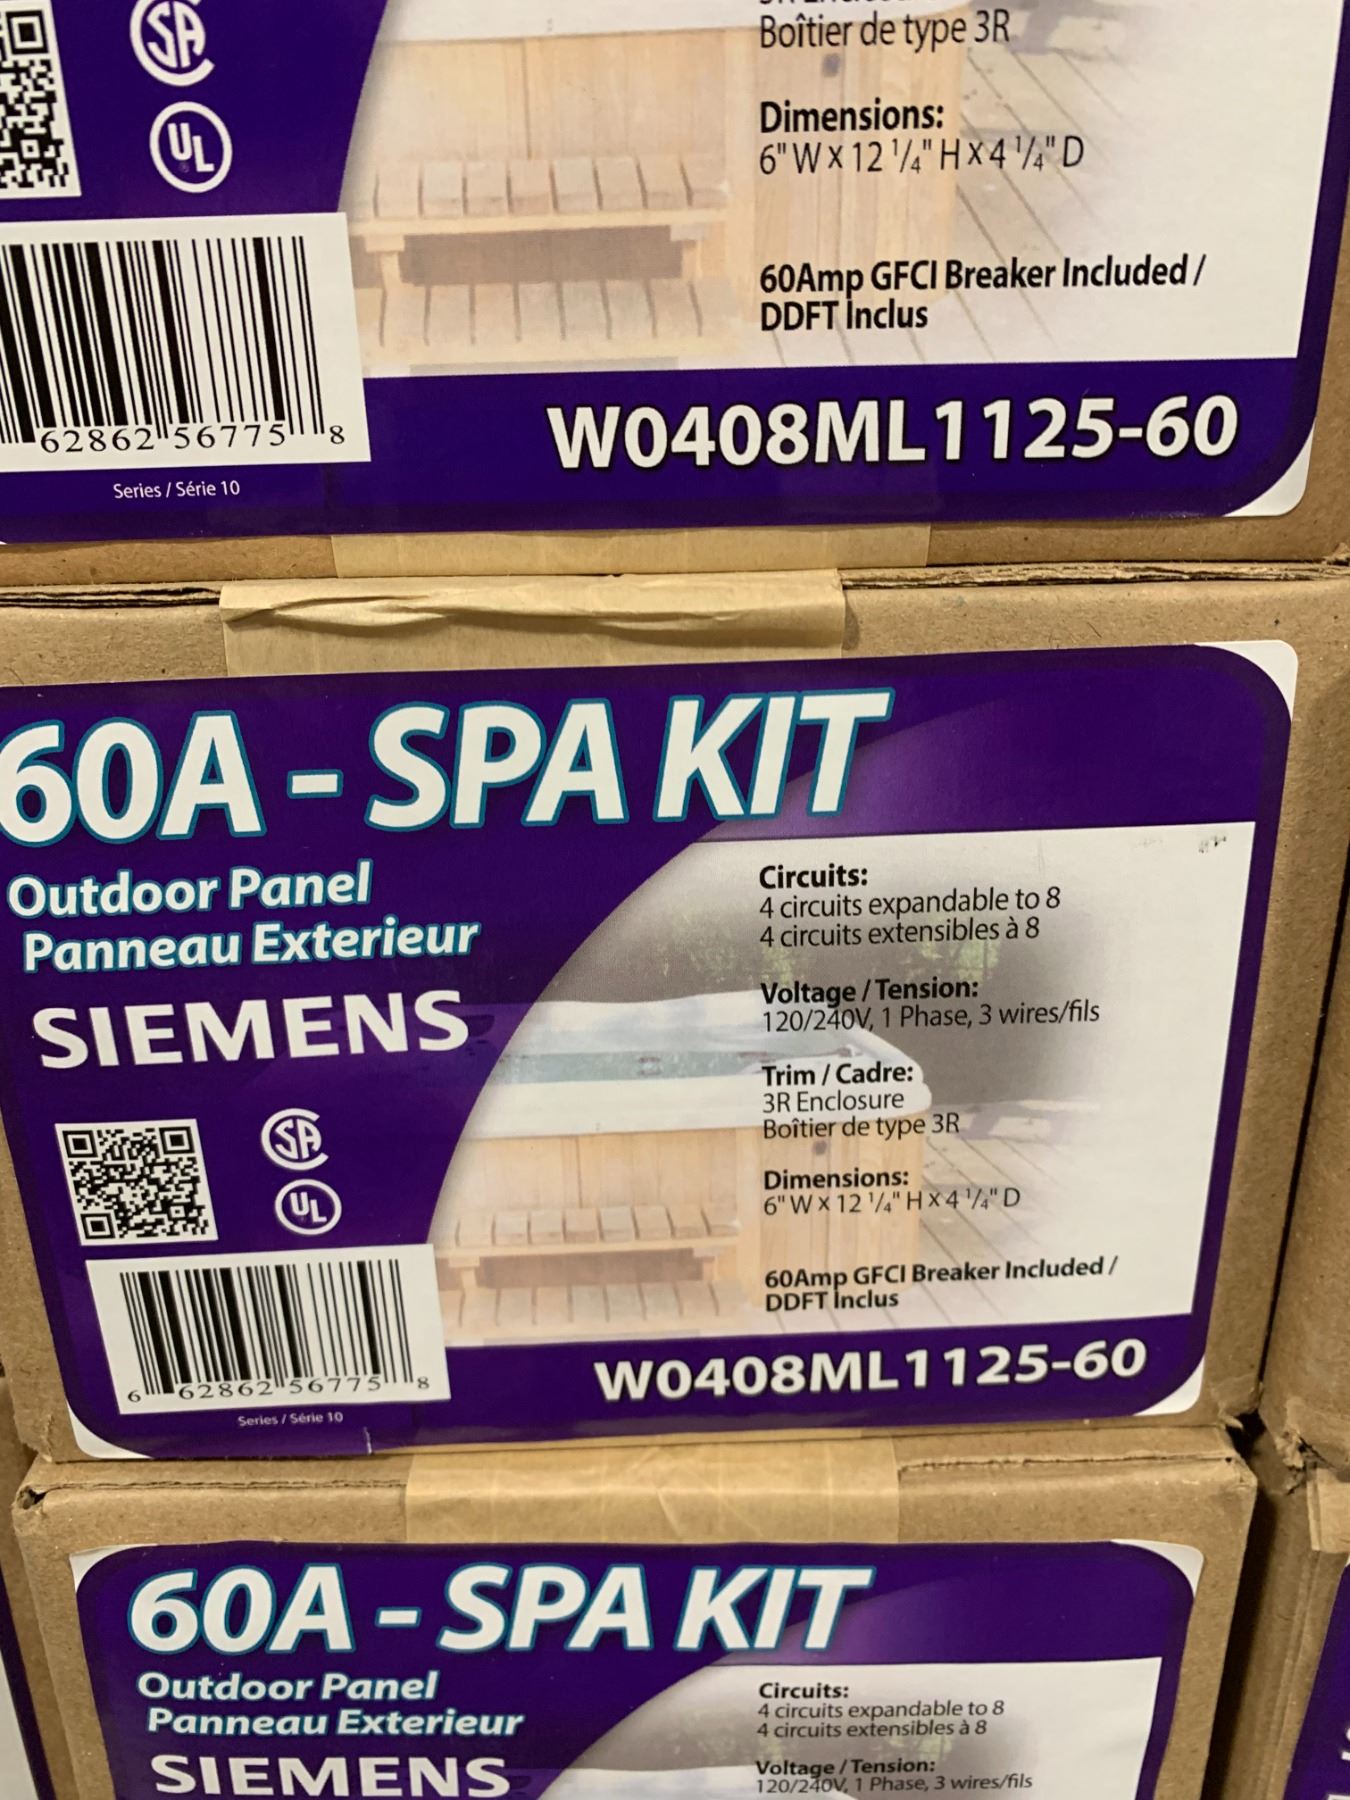 Boîtier de type 3R
Dimensions:
6" W X 12 1/4" H X 4 1/4" D
60Amp GFCI Breaker Included /
DDFT Inclus
SA
UL
62862 56775 8
Series / Série 10
W0408ML1125-60
60A - SPA KIT
Outdoor Panel
Panneau Exterieur
SIEMENS
Circuits:
4 circuits expandable to 8
4 circuits extensibles à 8
Voltage / Tension:
120/240V, 1 Phase, 3 wires/fils
Trim / Cadre:
3R Enclosure
Boîtier de type 3R
Dimensions:
6" W X 12 1/4" H X 4 1/4" D
60Amp GFCI Breaker Included /
DDFT Inclus
SA
UL
6 62862 56775 8
Series / Série 10
W0408ML1125-60
60A - SPA KIT
Outdoor Panel
Panneau Exterieur
SIEMENS
Circuits:
4 circuits expandable to 8
4 circuits extensibles à 8
Voltage / Tension:
120/240V, 1 Phase, 3 wires/fils